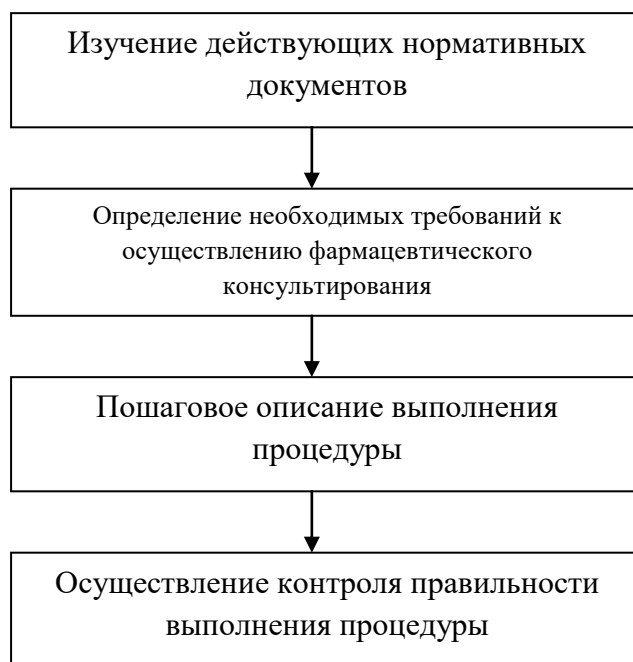 Изучение действующих нормативных
документов
Определение необходимых требований к
осуществлению фармацевтического
консультирования
Пошаговое описание выполнения
процедуры
Осуществление контроля правильности
выполнения процедуры